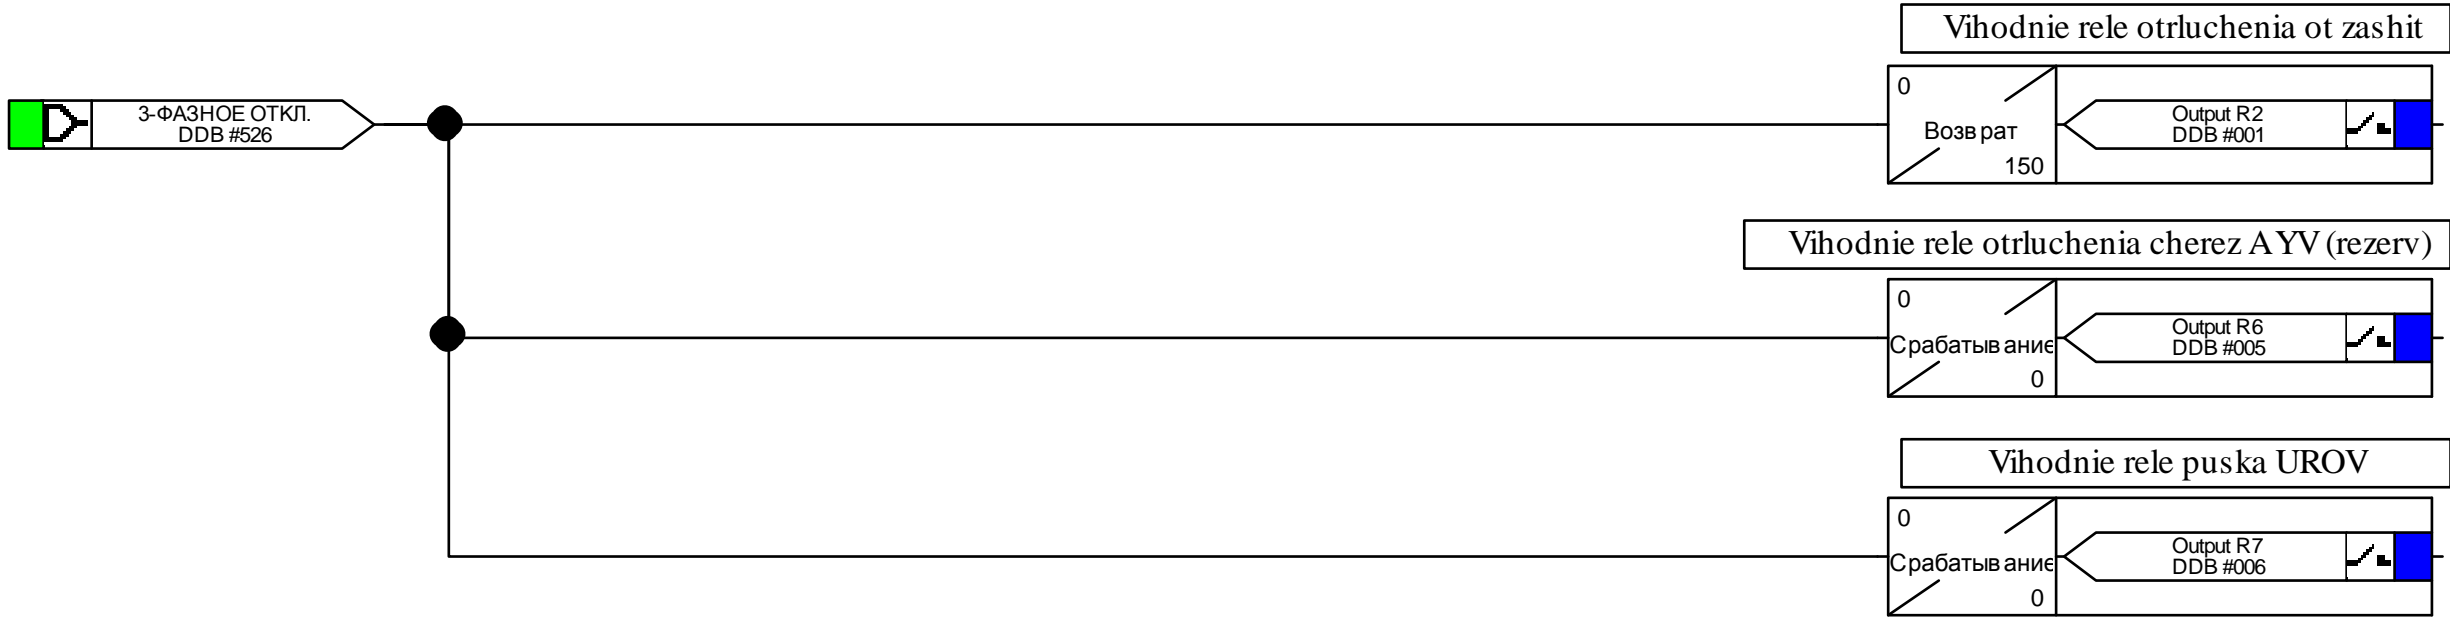 Vihodnie rele otrluchenia ot zashit
3-ФАЗНОЕ ОТКЛ.
DDB #526
0
Возврат
150
Output R2
DDB #001
Vihodnie rele otrluchenia cherez AYV (rezerv)
0
Срабатывание
0
Output R6
DDB #005
Vihodnie rele puska UROV
0
Срабатывание
0
Output R7
DDB #006